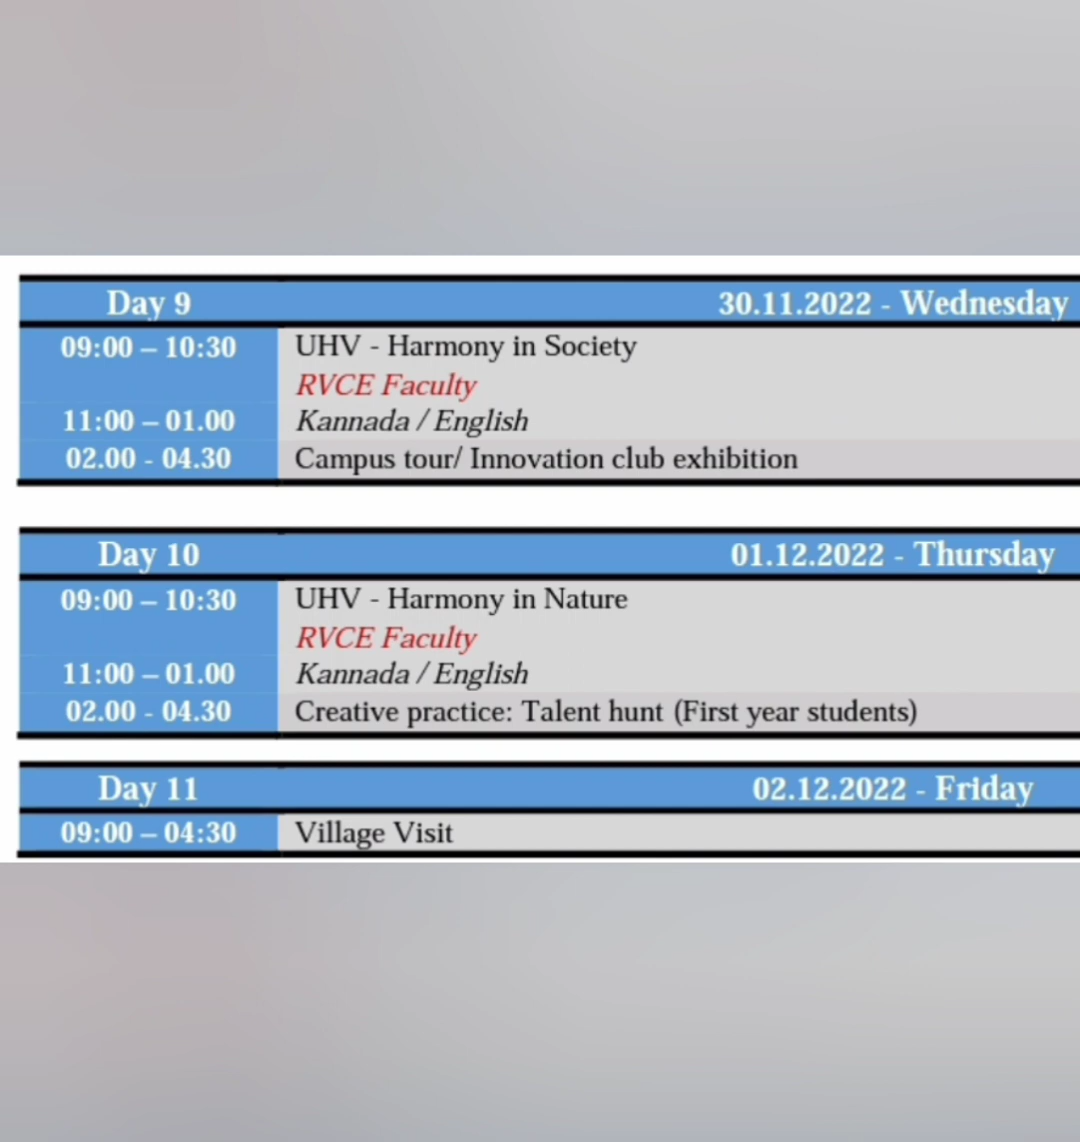 Day 9 30.11.2022 - Wednesday
09:00 – 10:30 UHV - Harmony in Society
RVCE Faculty
11:00 – 01.00 Kannada / English
02.00 - 04.30 Campus tour/ Innovation club exhibition
Day 10 01.12.2022 - Thursday
09:00 – 10:30 UHV - Harmony in Nature
RVCE Faculty
11:00 – 01.00 Kannada / English
02.00 - 04.30 Creative practice: Talent hunt (First year students)
Day 11 02.12.2022 - Friday
09:00 – 04:30 Village Visit